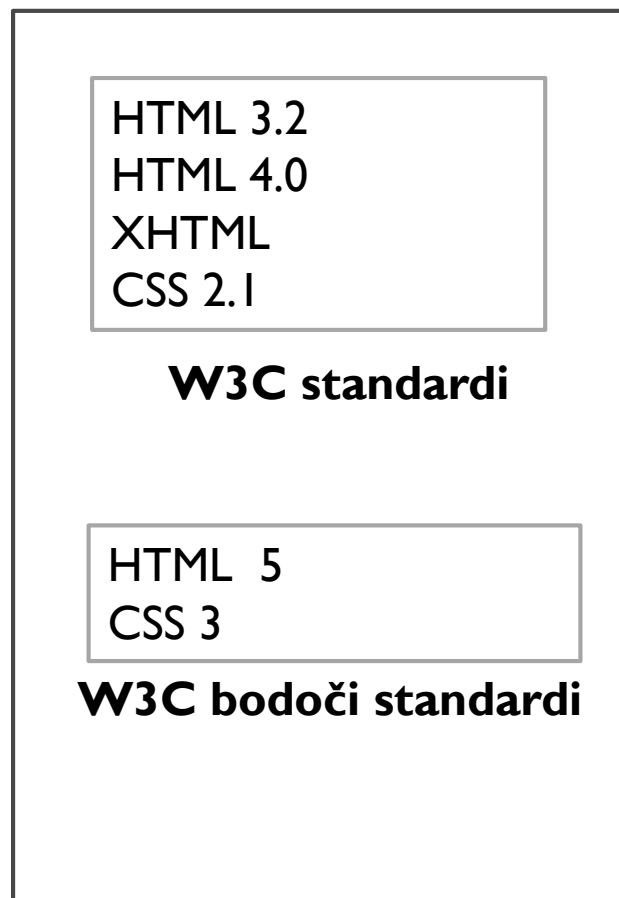 HTML 3.2
HTML 4.0
XHTML
CSS 2.1
W3C standardi
HTML  5
CSS 3
W3C bodoči standardi